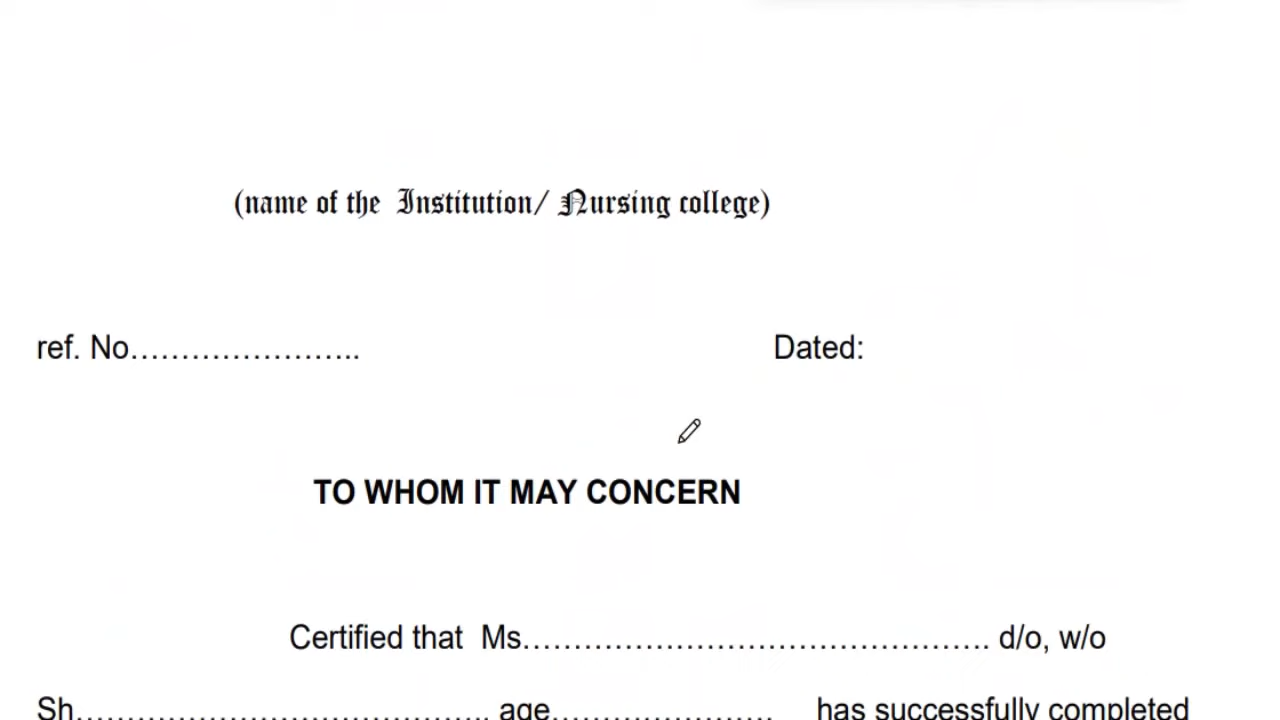 (name of the Institution/ Nursing college)
ref. No…………………….. Dated:
TO WHOM IT MAY CONCERN
Certified that Ms………………………………………. d/o, w/o
Sh…………………………………. age…………………. has successfully completed